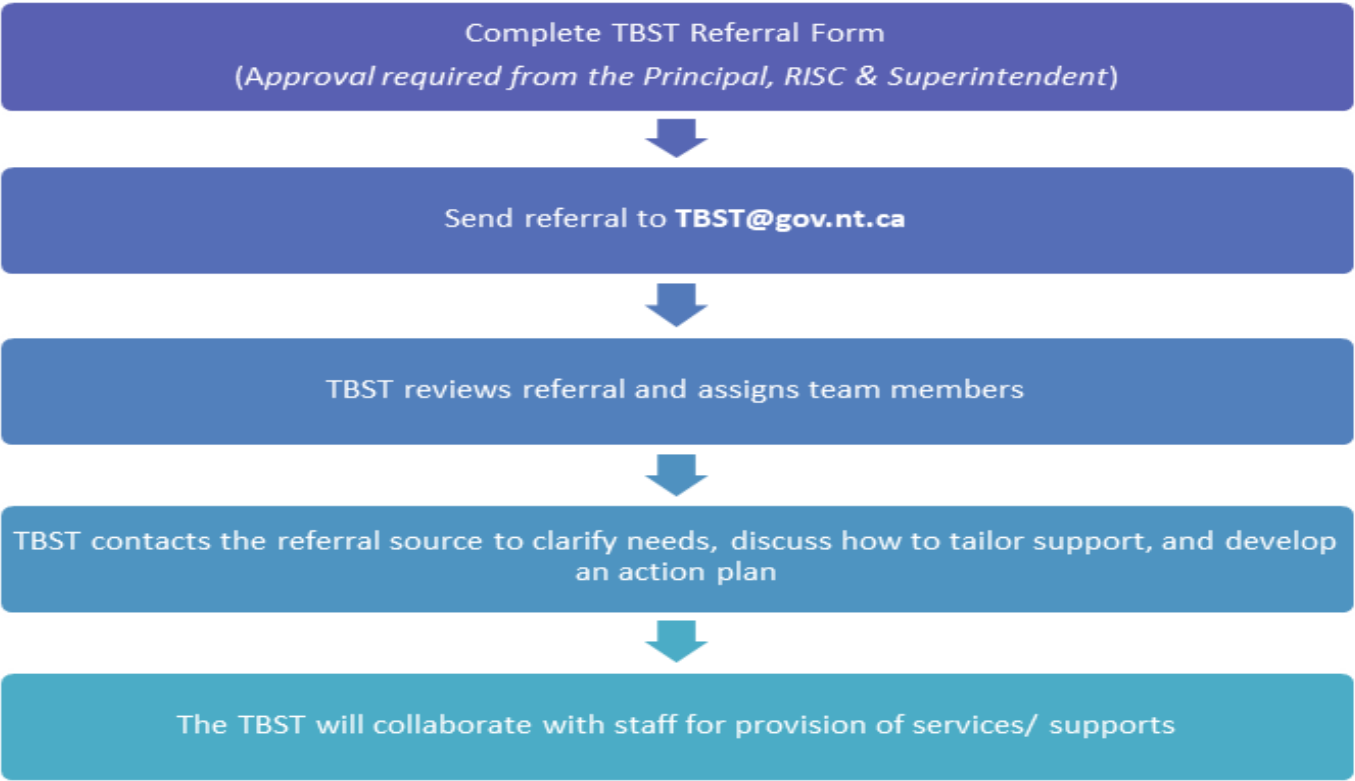 Complete TBST Referral Form
(Approval required from the Principal, RISC & Superintendent)
Send referral to TBST@gov.nt.ca
TBST reviews referral and assigns team members
TBST contacts the referral source to clarify needs, discuss how to tailor support, and develop
an action plan
The TBST will collaborate with staff for provision of services/ supports